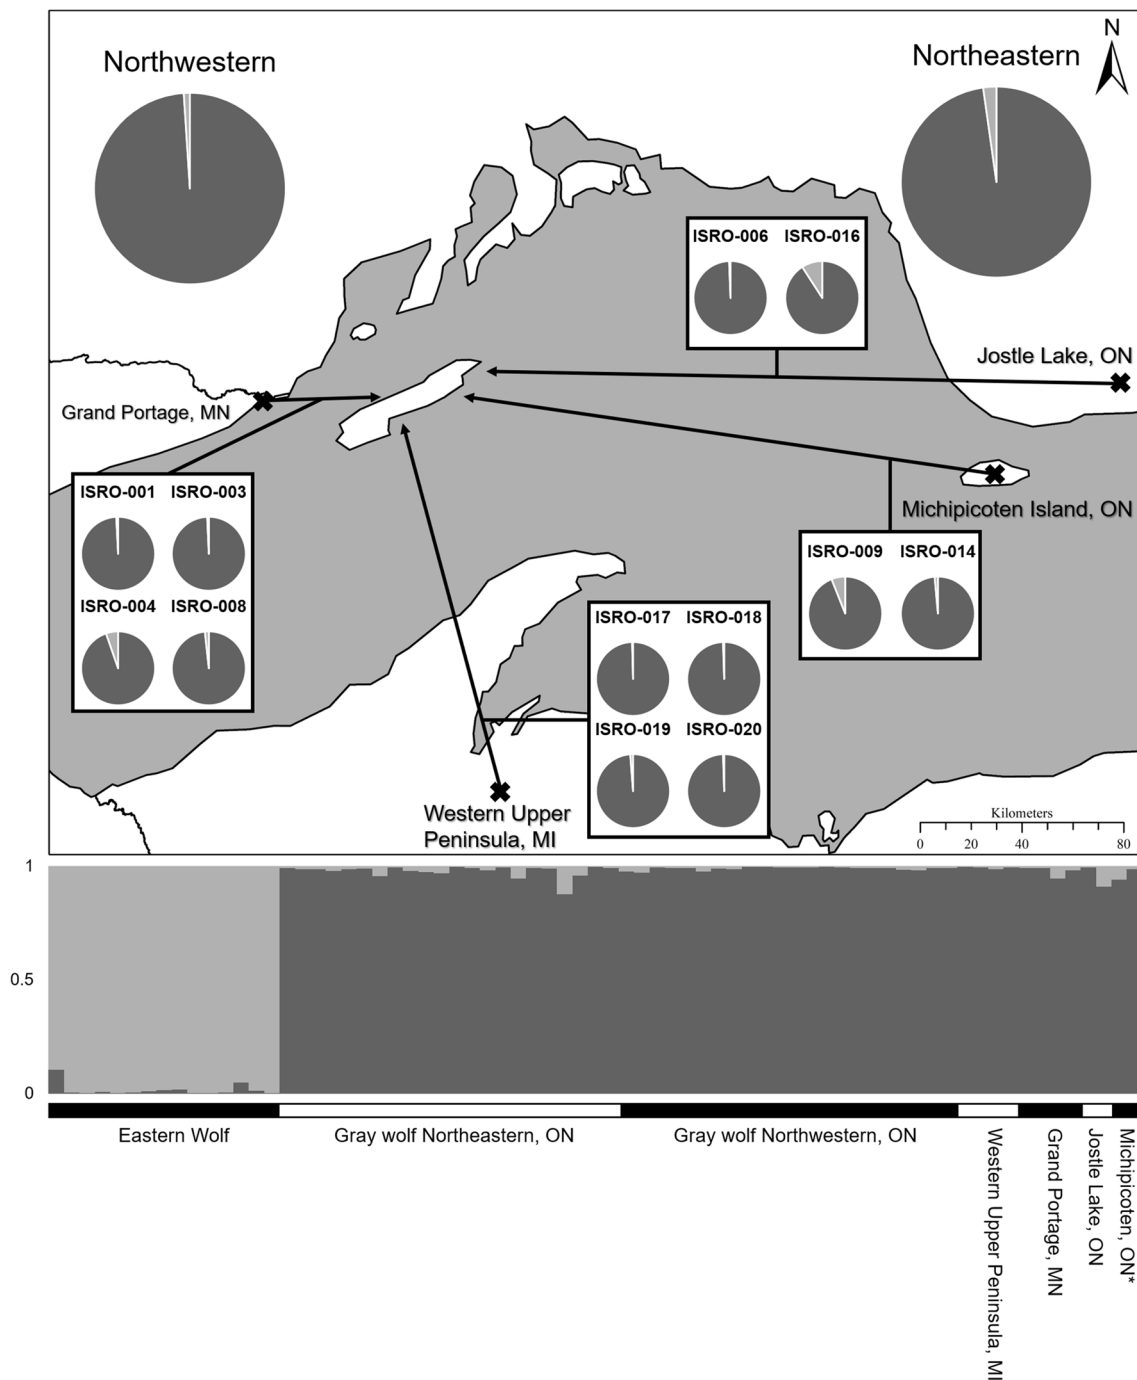 Northwestern
Northeastern
N
ISRO-006 ISRO-016
Jostle Lake, ON
Grand Portage, MN
ISRO-001 ISRO-003
ISRO-004 ISRO-008
Michipicoten Island, ON
ISRO-009 ISRO-014
ISRO-017 ISRO-018
ISRO-019 ISRO-020
Western Upper
Peninsula, MI
Kilometers
0 20 40 80
1
0.5
0
Eastern Wolf
Gray wolf Northeastern, ON
Gray wolf Northwestern, ON
Western Upper Peninsula, MI
Grand Portage, MN
Jostle Lake, ON
Michipicoten, ON*